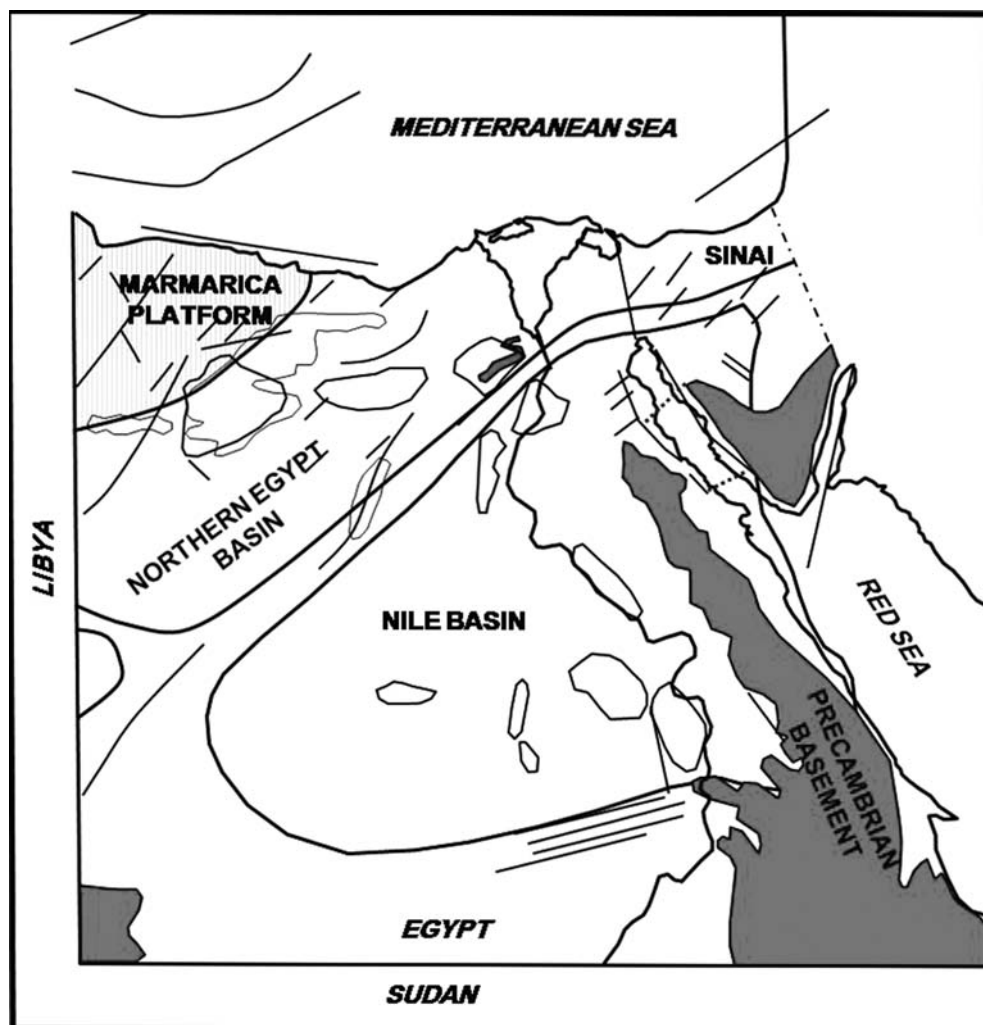 MEDITERRANEAN SEA
SINAI
MARMARICA
PLATFORM
NORTHERN EGYPT
BASIN
LIBYA
NILE BASIN
RED SEA
PRECAMBRIAN
BASEMENT
EGYPT
SUDAN